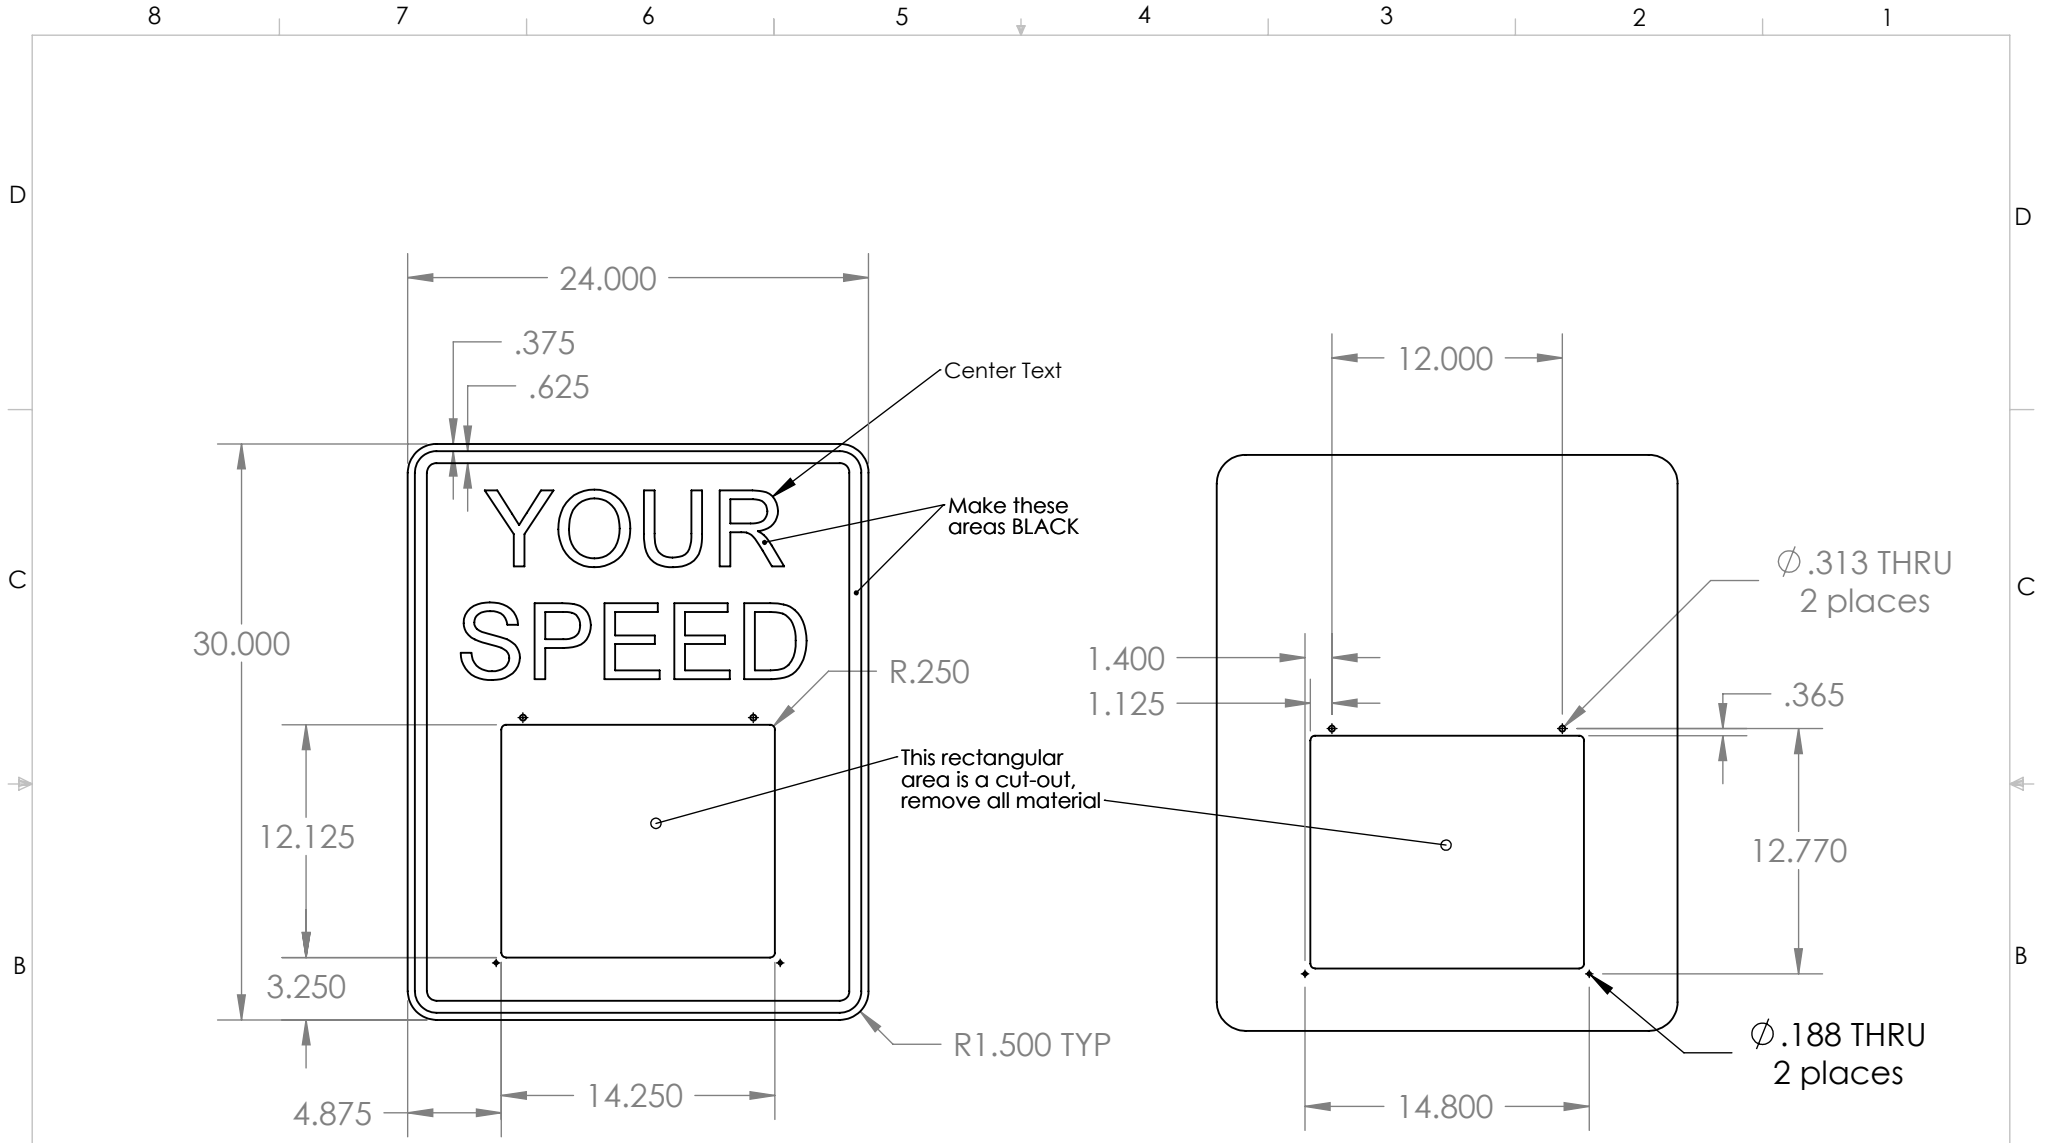 8 7 6 5 4 3 2 1
D
D
24.000
.375
.625
Center Text
12.000
YOUR
SPEED
Make these
areas BLACK
C
C
Ø.313 THRU
2 places
30.000
R.250
1.400
1.125
.365
This rectangular
area is a cut-out,
remove all material
12.125
12.770
B
B
3.250
R1.500 TYP
Ø.188 THRU
2 places
4.875
14.250
14.800